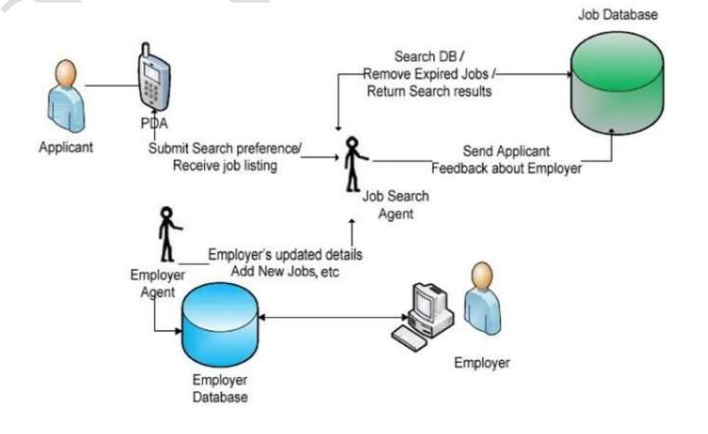 Job Database
Search DB /
Remove Expired Jobs /
Return Search results
PDA
Applicant
Submit Search preference/
Receive job listing
Send Applicant
Feedback about Employer
Job Search
Agent
Employer's updated details
Add New Jobs, etc
Employer
Agent
Employer
Employer
Database